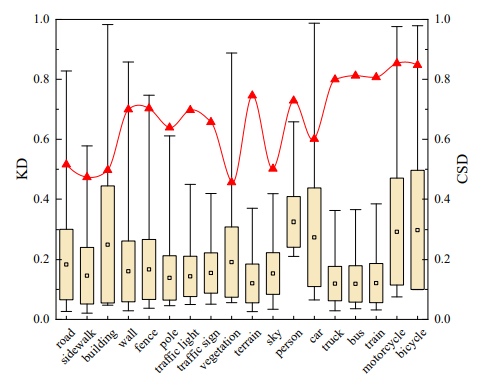 1.0
0.8
0.6
0.4
0.2
0.0
KD
1.0
0.8
0.6
0.4
0.2
0.0
CSD
road
sidewalk
building
wall
fence
pole
traffic light
traffic sign
vegetation
terrain
sky
person
car
truck
bus
train
motorcycle
bicycle